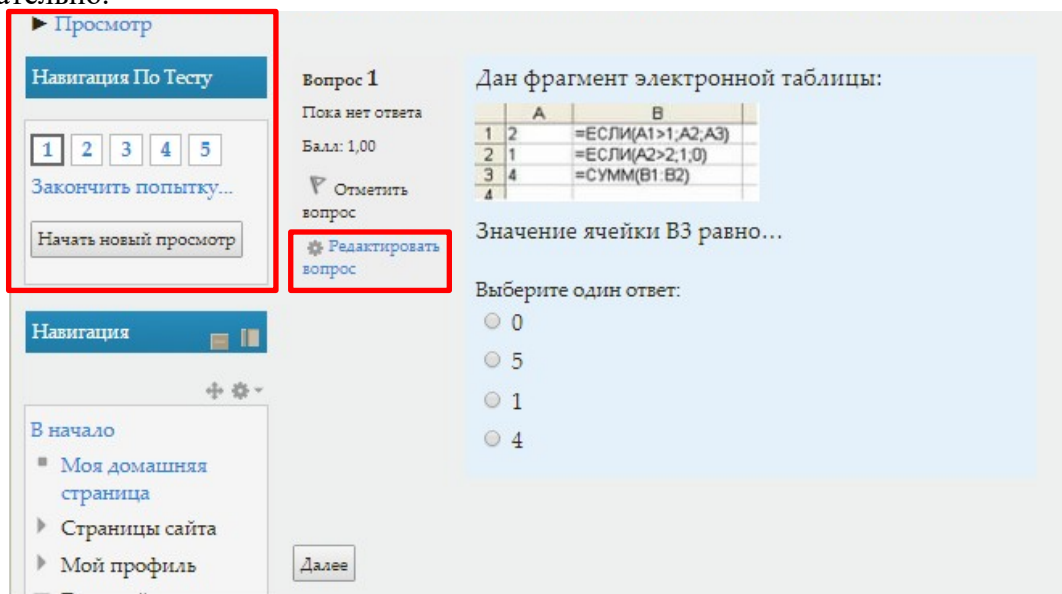 ательно.
Просмотр
Навигация По Тесту
1 2 3 4 5
Закончить попытку...
Начать новый просмотр
Навигация
В начало
Моя домашняя
страница
Страницы сайта
Мой профиль
Вопрос 1
Пока нет ответа
Балл: 1,00
Отметить
вопрос
Редактировать
вопрос
Дан фрагмент электронной таблицы:
A B
1 2 =ЕСЛИ(A1>1;A2;A3)
2 1 =ЕСЛИ(A2>2;1;0)
3 4 =СУММ(B1:B2)
4
Значение ячейки B3 равно...
Выберите один ответ:
0
5
1
4
Далее